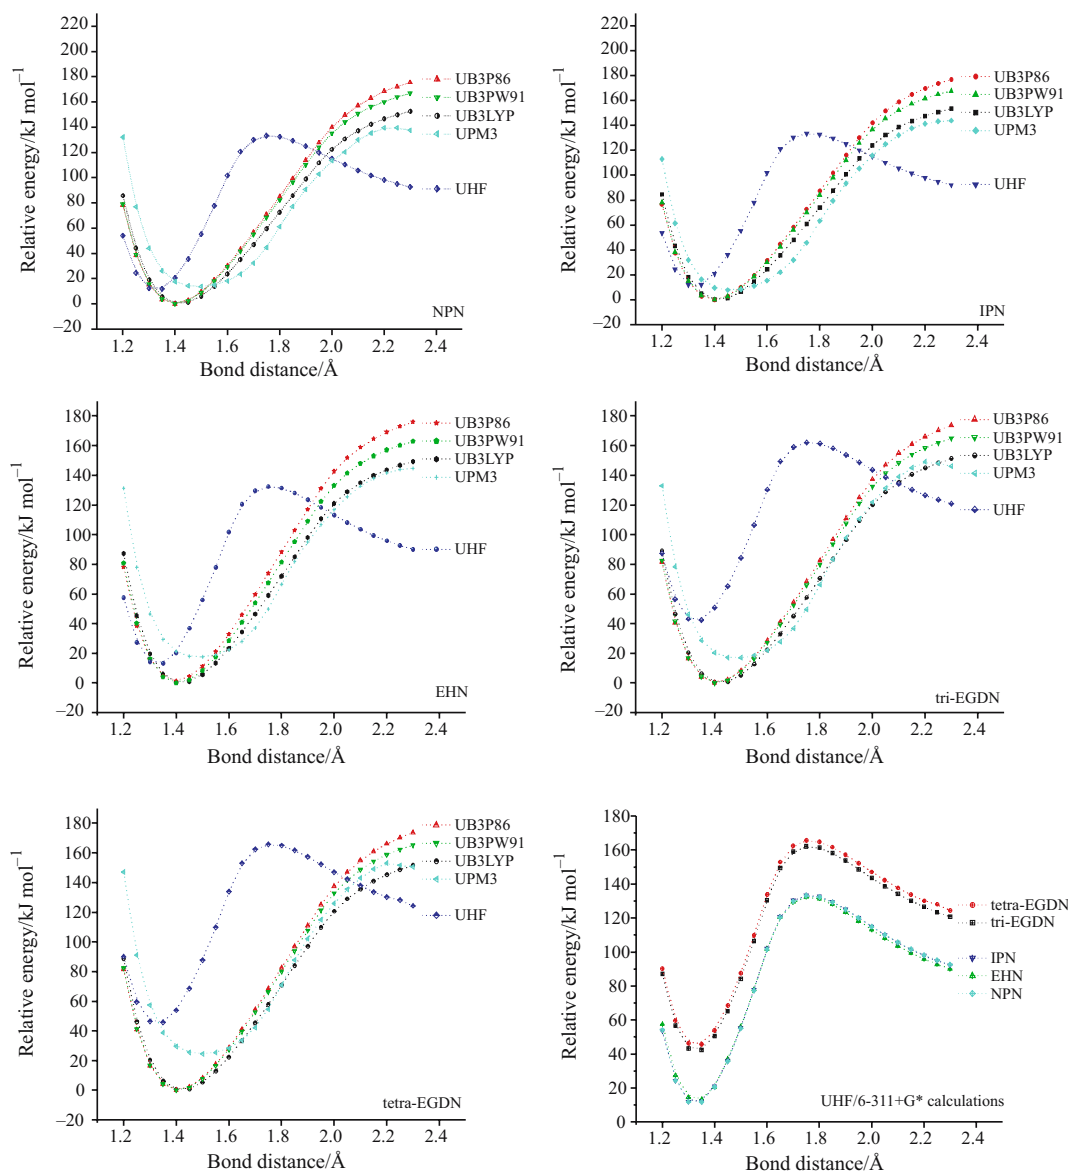 220
200
180
160
140
120
100
80
60
40
20
0
–20
Relative energy/kJ mol⁻¹
UB3P86
UB3PW91
UB3LYP
UPM3
UHF
NPN
1.2 1.4 1.6 1.8 2.0 2.2 2.4
Bond distance/Å
220
200
180
160
140
120
100
80
60
40
20
0
–20
Relative energy/kJ mol⁻¹
UB3P86
UB3PW91
UB3LYP
UPM3
UHF
IPN
1.2 1.4 1.6 1.8 2.0 2.2 2.4
Bond distance/Å
180
160
140
120
100
80
60
40
20
0
–20
Relative energy/kJ mol⁻¹
UB3P86
UB3PW91
UB3LYP
UPM3
UHF
EHN
1.2 1.4 1.6 1.8 2.0 2.2 2.4
Bond distance/Å
180
160
140
120
100
80
60
40
20
0
–20
Relative energy/kJ mol⁻¹
UB3P86
UB3PW91
UB3LYP
UPM3
UHF
tri-EGDN
1.2 1.4 1.6 1.8 2.0 2.2 2.4
Bond distance/Å
180
160
140
120
100
80
60
40
20
0
–20
Relative energy/kJ mol⁻¹
UB3P86
UB3PW91
UB3LYP
UPM3
UHF
tetra-EGDN
1.2 1.4 1.6 1.8 2.0 2.2 2.4
Bond distance/Å
180
160
140
120
100
80
60
40
20
0
Relative energy/kJ mol⁻¹
tetra-EGDN
tri-EGDN
IPN
EHN
NPN
UHF/6-311+G* calculations
1.2 1.4 1.6 1.8 2.0 2.2 2.4
Bond distance/Å